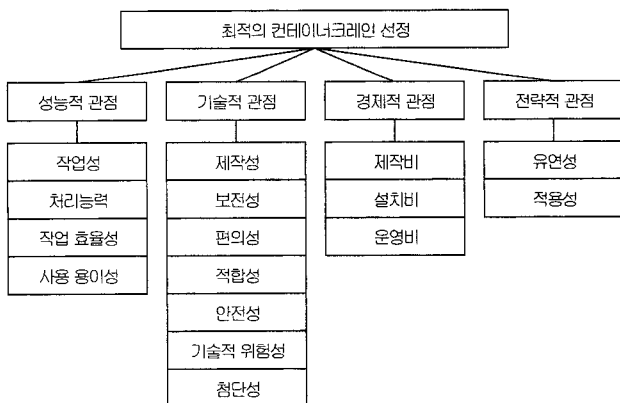 최적의 컨테이너크레인 선정
성능적 관점
작업성
처리능력
작업 효율성
사용 용이성
기술적 관점
제작성
보전성
편의성
적합성
안전성
기술적 위험성
첨단성
경제적 관점
제작비
설치비
운영비
전략적 관점
유연성
적용성